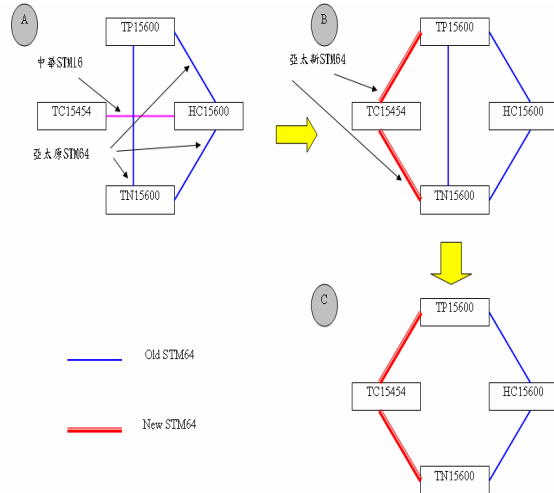 A
TP15600
中華STM16
TC15454
HC15600
亞太原STM64
TN15600
B
TP15600
亞太新STM64
TC15454
HC15600
TN15600
C
TP15600
TC15454
HC15600
TN15600
Old STM64
New STM64